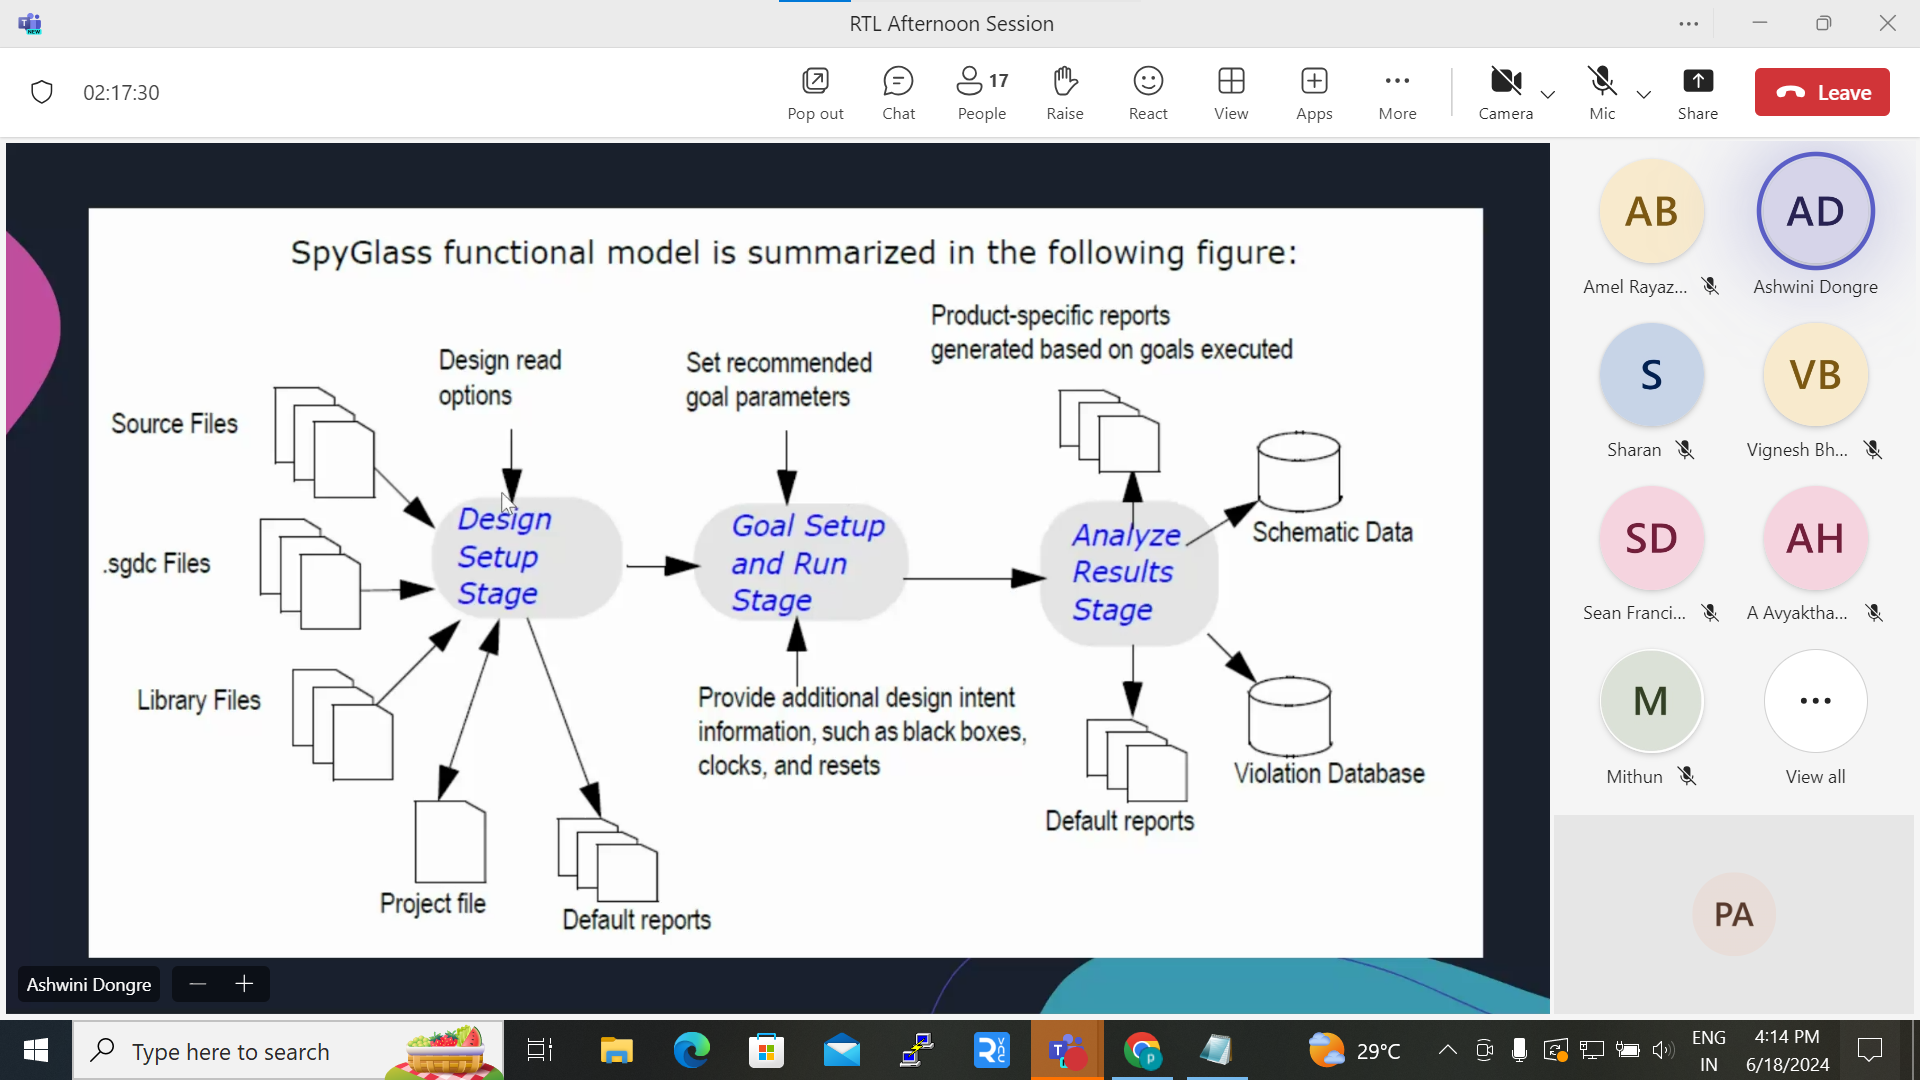 RTL Afternoon Session
02:17:30
Pop out
Chat
17
People
Raise
React
View
Apps
More
Camera
Mic
Share
Leave
SpyGlass functional model is summarized in the following figure:
Product-specific reports
generated based on goals executed
Design read
options
Set recommended
goal parameters
Source Files
Schematic Data
Design
Setup
Stage
Goal Setup
and Run
Stage
Analyze
Results
Stage
.sgdc Files
Library Files
Provide additional design intent
information, such as black boxes,
clocks, and resets
Violation Database
Default reports
Project file
Default reports
Ashwini Dongre
AB
Amel Rayaz...
AD
Ashwini Dongre
S
Sharan
VB
Vignesh Bh...
SD
Sean Franci...
AH
A Avyaktha...
M
Mithun
View all
PA
Type here to search
29°C
ENG
IN
4:14 PM
6/18/2024